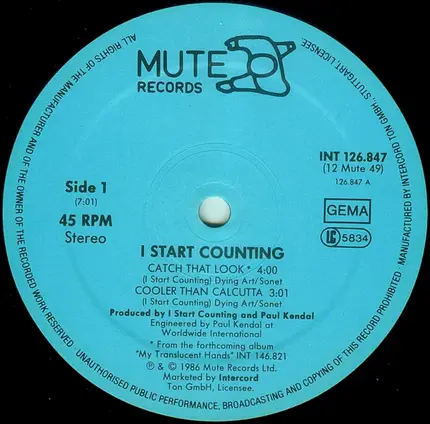 MUTE
RECORDS
INT 126.847
(12 Mute 49)
126.847 A
Side 1
(7:01)
45 RPM
Stereo
GEMA
LC 5834
I START COUNTING
CATCH THAT LOOK * 4:00
(I Start Counting) Dying Art/Sonet
COOLER THAN CALCUTTA 3:01
(I Start Counting) Dying Art/Sonet
Produced by I Start Counting and Paul Kendal
Engineered by Paul Kendal at
Worldwide International
* From the forthcoming album
"My Translucent Hands" INT 146.821
℗ & © 1986 Mute Records Ltd.
Marketed by Intercord
Ton GmbH, Licensee.
ALL RIGHTS OF THE MANUFACTURER AND OF THE OWNER OF THE RECORDED WORK RESERVED. UNAUTHORISED PUBLIC PERFORMANCE, BROADCASTING AND COPYING OF THIS RECORD PROHIBITED. MANUFACTURED BY INTERCORD TON GMBH, STUTTGART, LICENSEE.